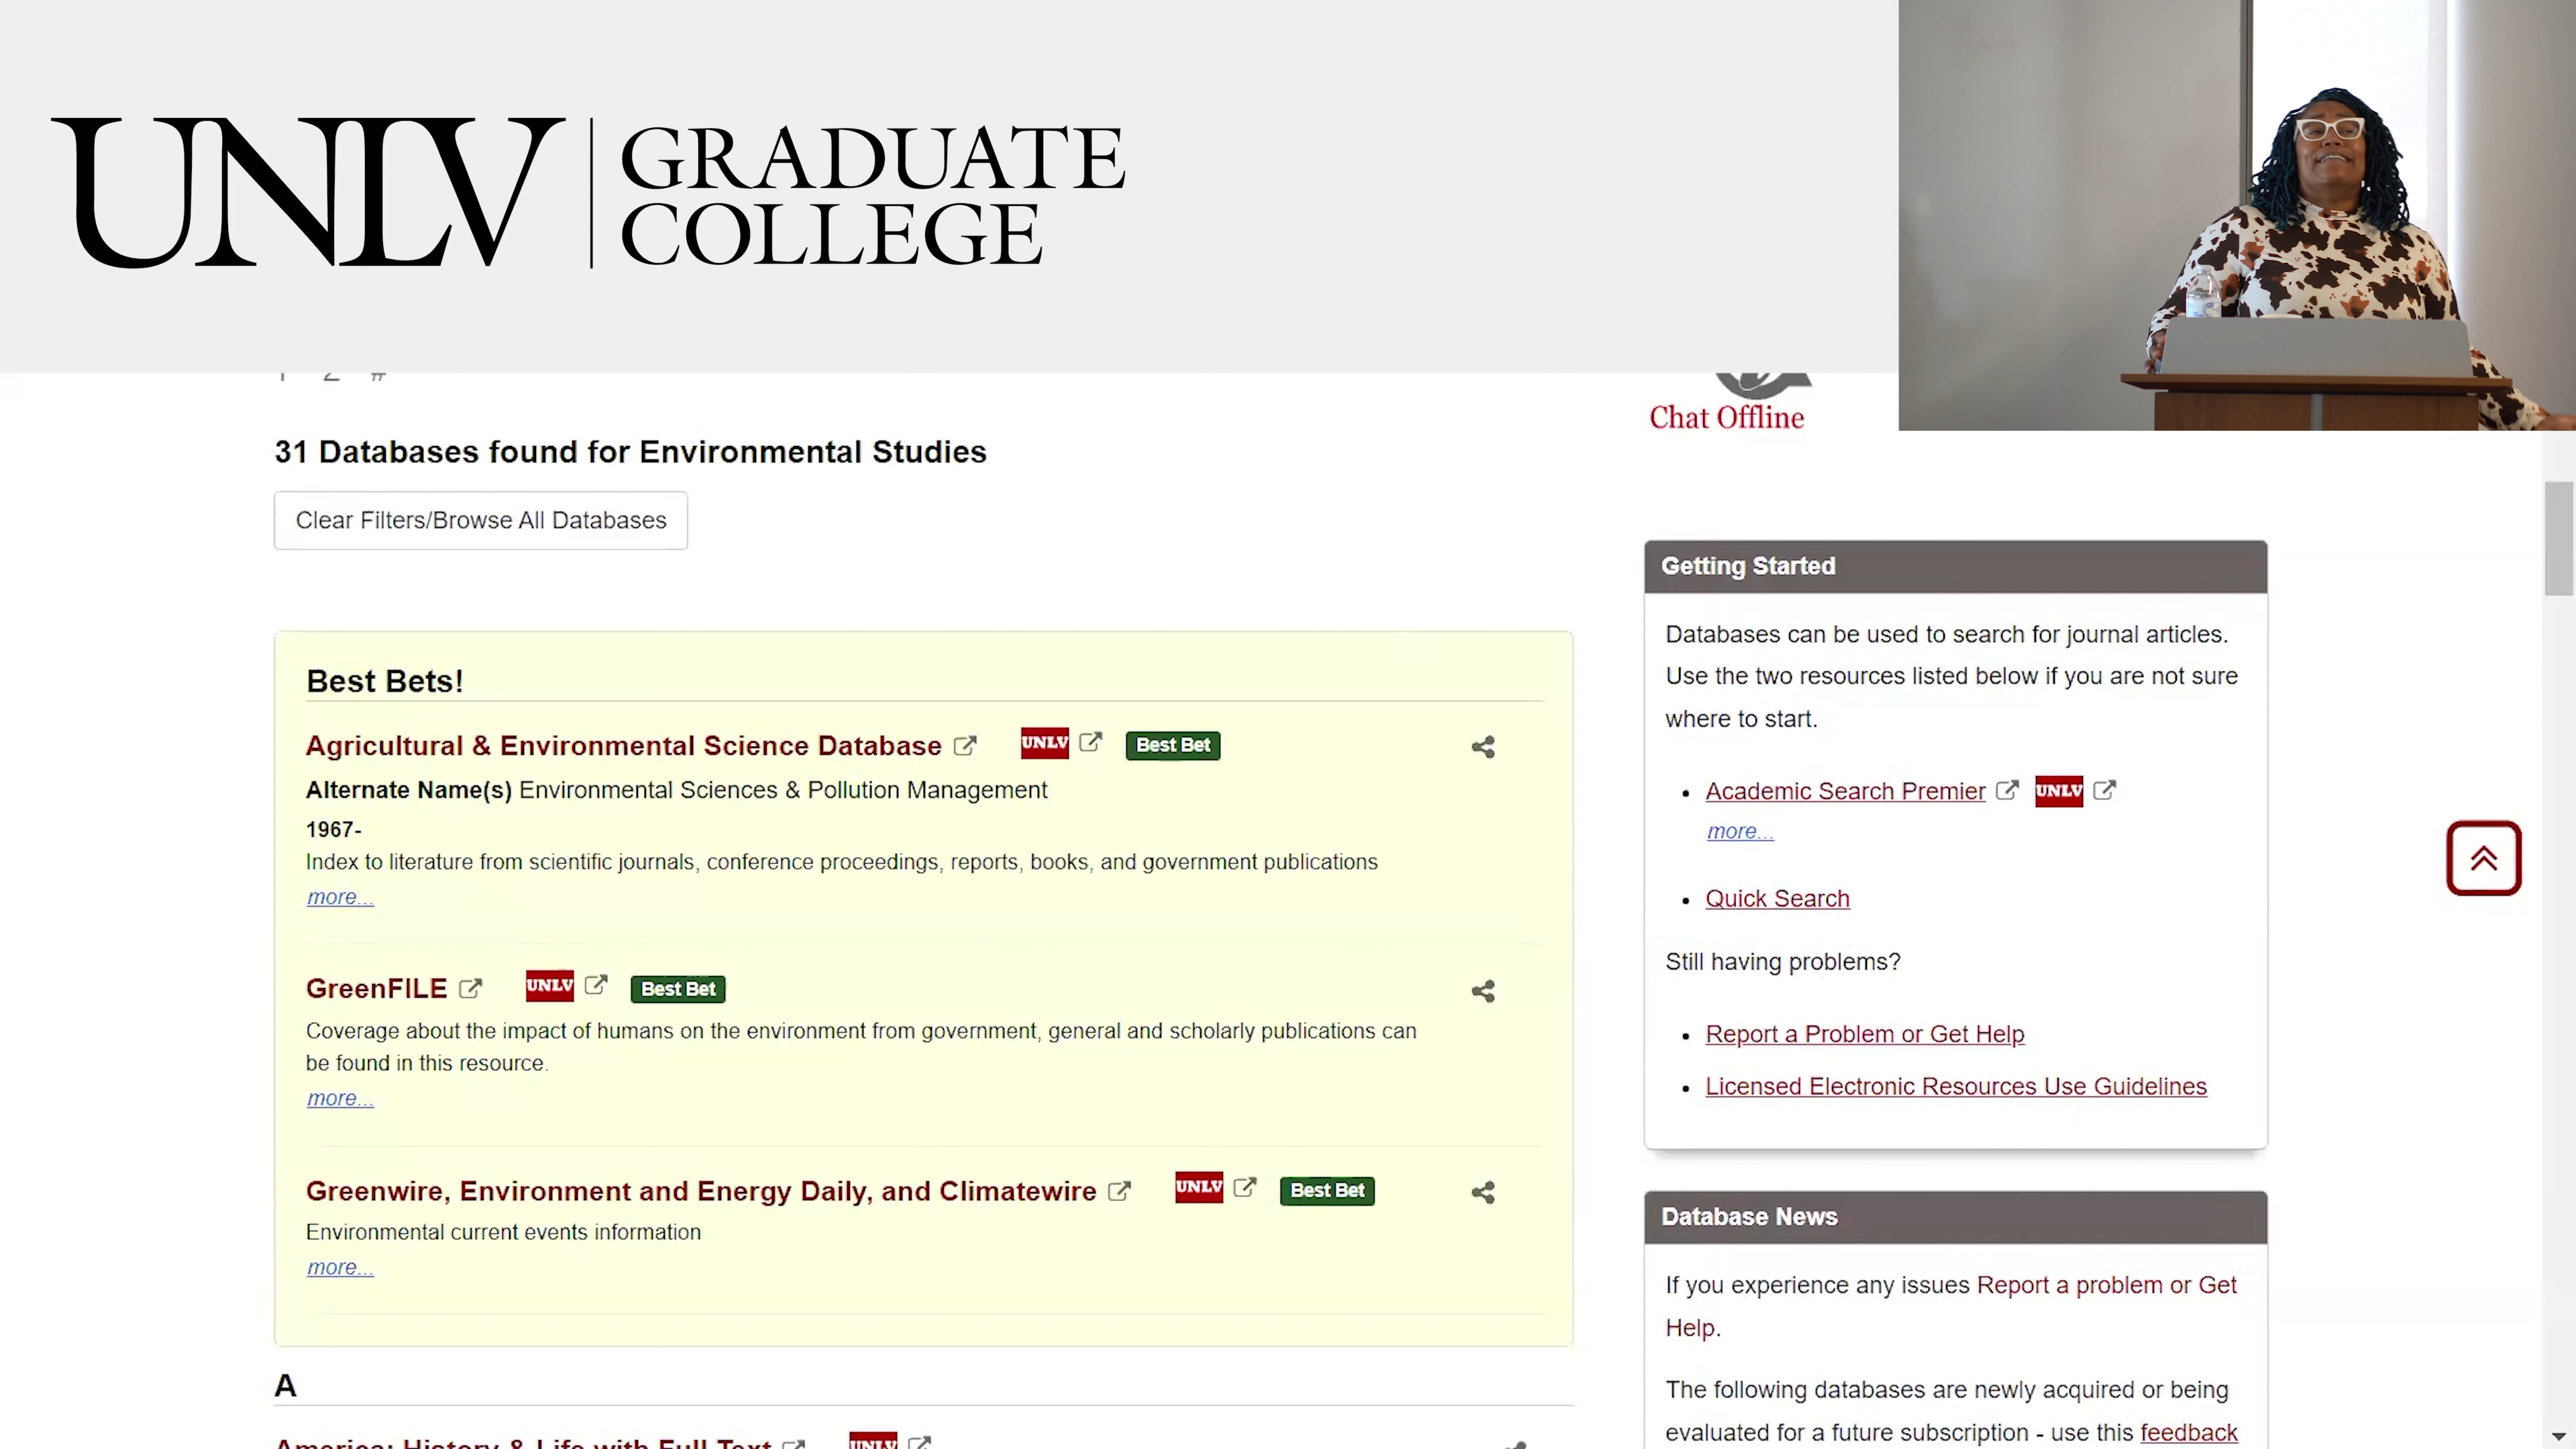 UNLV GRADUATE
COLLEGE
Chat Offline
31 Databases found for Environmental Studies
Clear Filters/Browse All Databases
Best Bets!
Agricultural & Environmental Science Database UNLV Best Bet
Alternate Name(s) Environmental Sciences & Pollution Management
1967-
Index to literature from scientific journals, conference proceedings, reports, books, and government publications
more...
GreenFILE UNLV Best Bet
Coverage about the impact of humans on the environment from government, general and scholarly publications can
be found in this resource.
more...
Greenwire, Environment and Energy Daily, and Climatewire UNLV Best Bet
Environmental current events information
more...
A
America: History & Life with Full Text UNLV
Getting Started
Databases can be used to search for journal articles.
Use the two resources listed below if you are not sure
where to start.
• Academic Search Premier UNLV
more...
• Quick Search
Still having problems?
• Report a Problem or Get Help
• Licensed Electronic Resources Use Guidelines
Database News
If you experience any issues Report a problem or Get
Help.
The following databases are newly acquired or being
evaluated for a future subscription - use this feedback